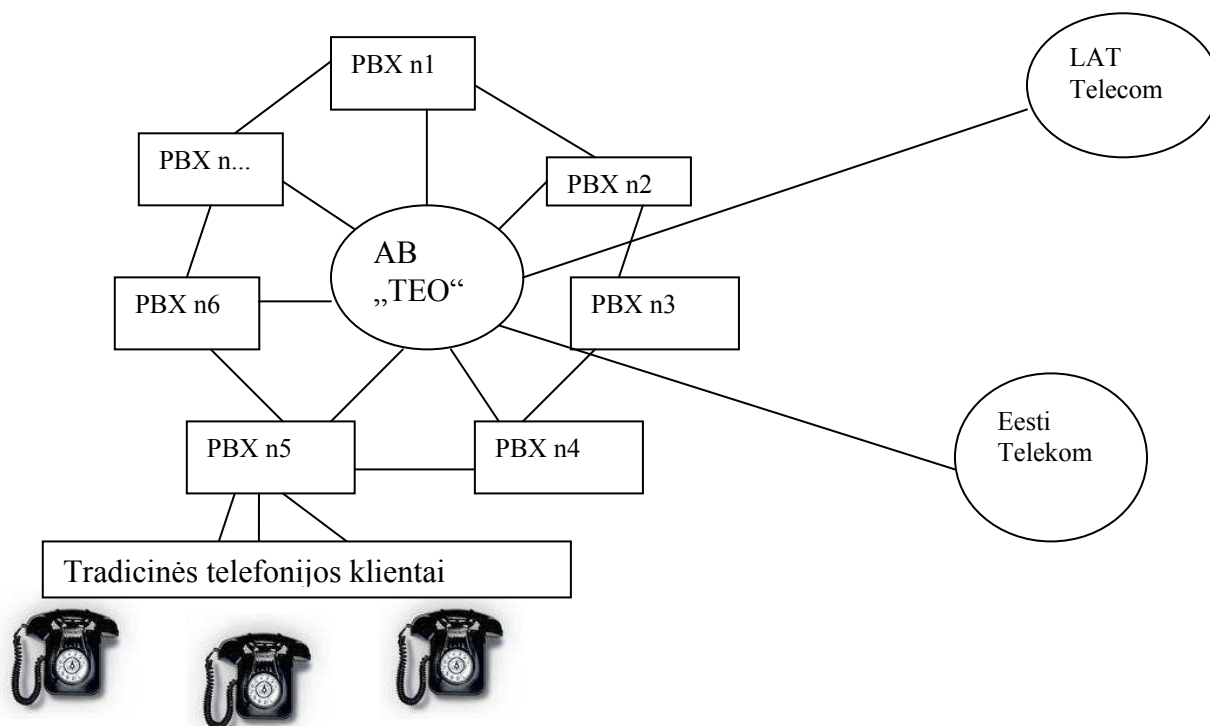 PBX n1
LAT
Telecom
PBX n...
PBX n2
AB
„TEO“
PBX n6
PBX n3
Eesti
Telekom
PBX n5
PBX n4
Tradicinės telefonijos klientai